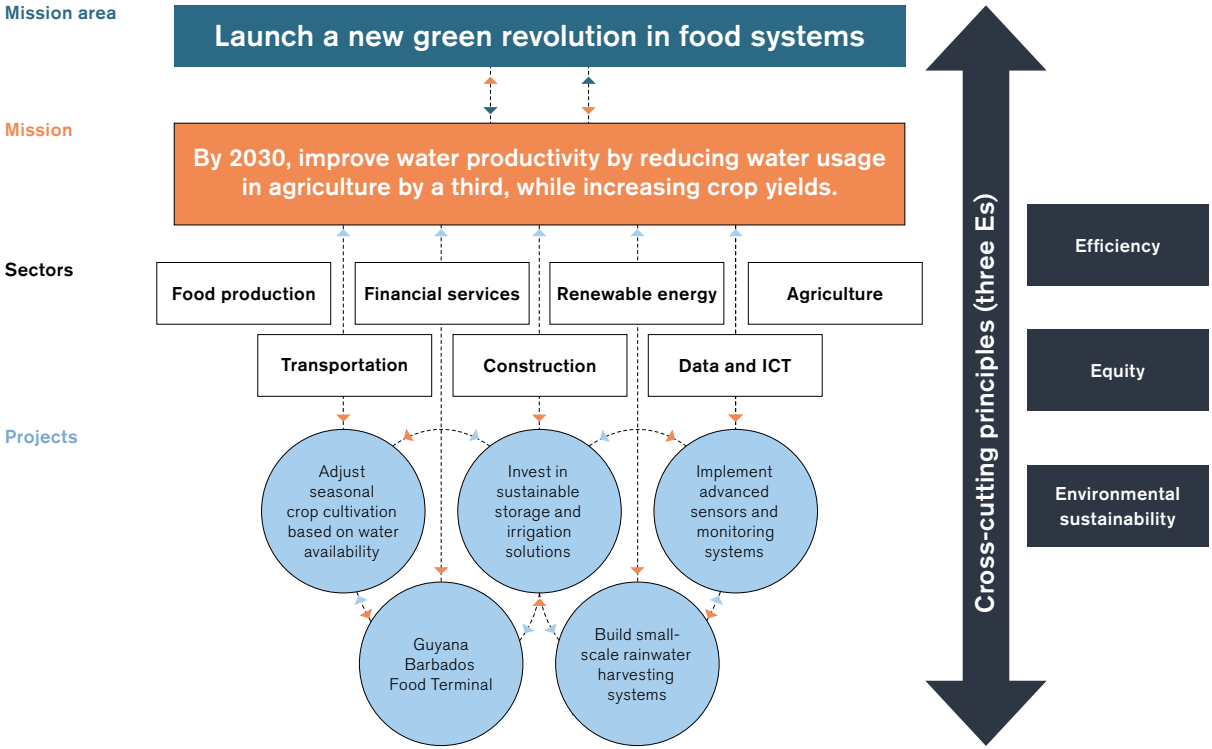 Mission area
Launch a new green revolution in food systems
Mission
By 2030, improve water productivity by reducing water usage
in agriculture by a third, while increasing crop yields.
Sectors
Food production
Financial services
Renewable energy
Agriculture
Transportation
Construction
Data and ICT
Projects
Adjust
seasonal
crop cultivation
based on water
availability
Invest in
sustainable
storage and
irrigation
solutions
Implement
advanced
sensors and
monitoring
systems
Guyana
Barbados
Food Terminal
Build small-
scale rainwater
harvesting
systems
Cross-cutting principles (three Es)
Efficiency
Equity
Environmental
sustainability